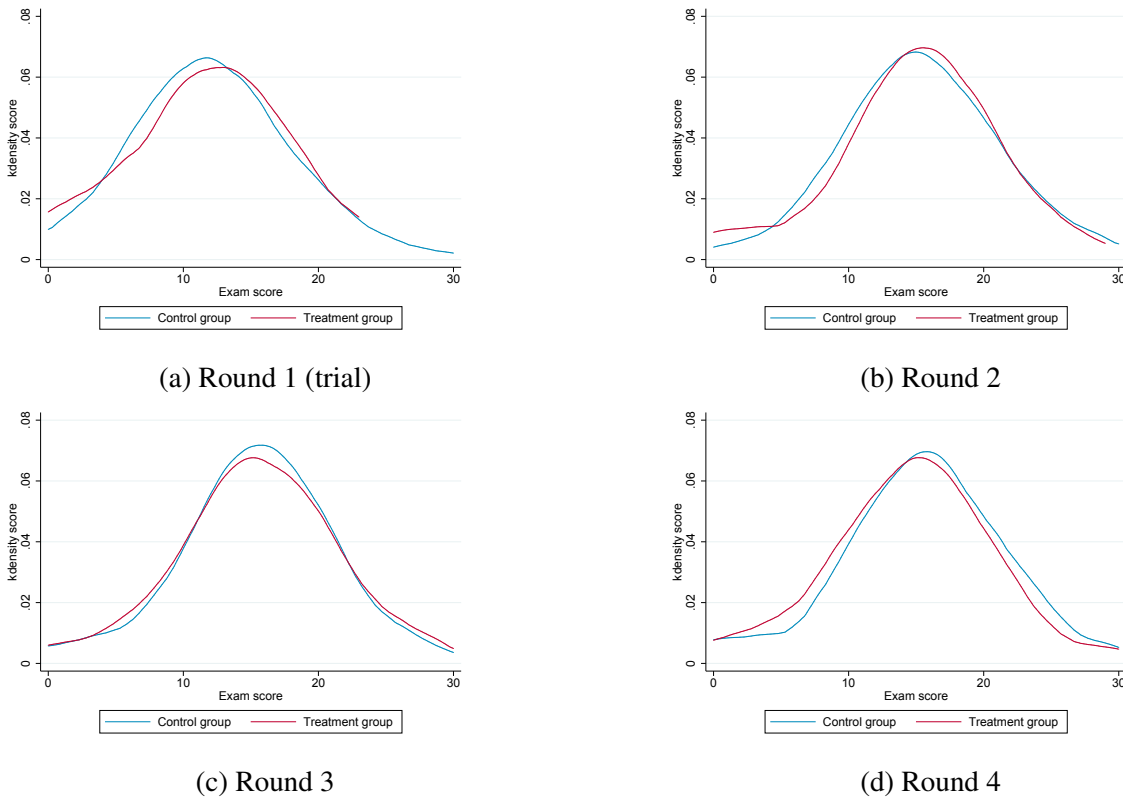 kdensity score
0 .02 .04 .06 .08
0 10 20 30
Exam score
Control group Treatment group
(a) Round 1 (trial)
kdensity score
0 .02 .04 .06 .08
0 10 20 30
Exam score
Control group Treatment group
(b) Round 2
kdensity score
0 .02 .04 .06 .08
0 10 20 30
Exam score
Control group Treatment group
(c) Round 3
kdensity score
0 .02 .04 .06 .08
0 10 20 30
Exam score
Control group Treatment group
(d) Round 4